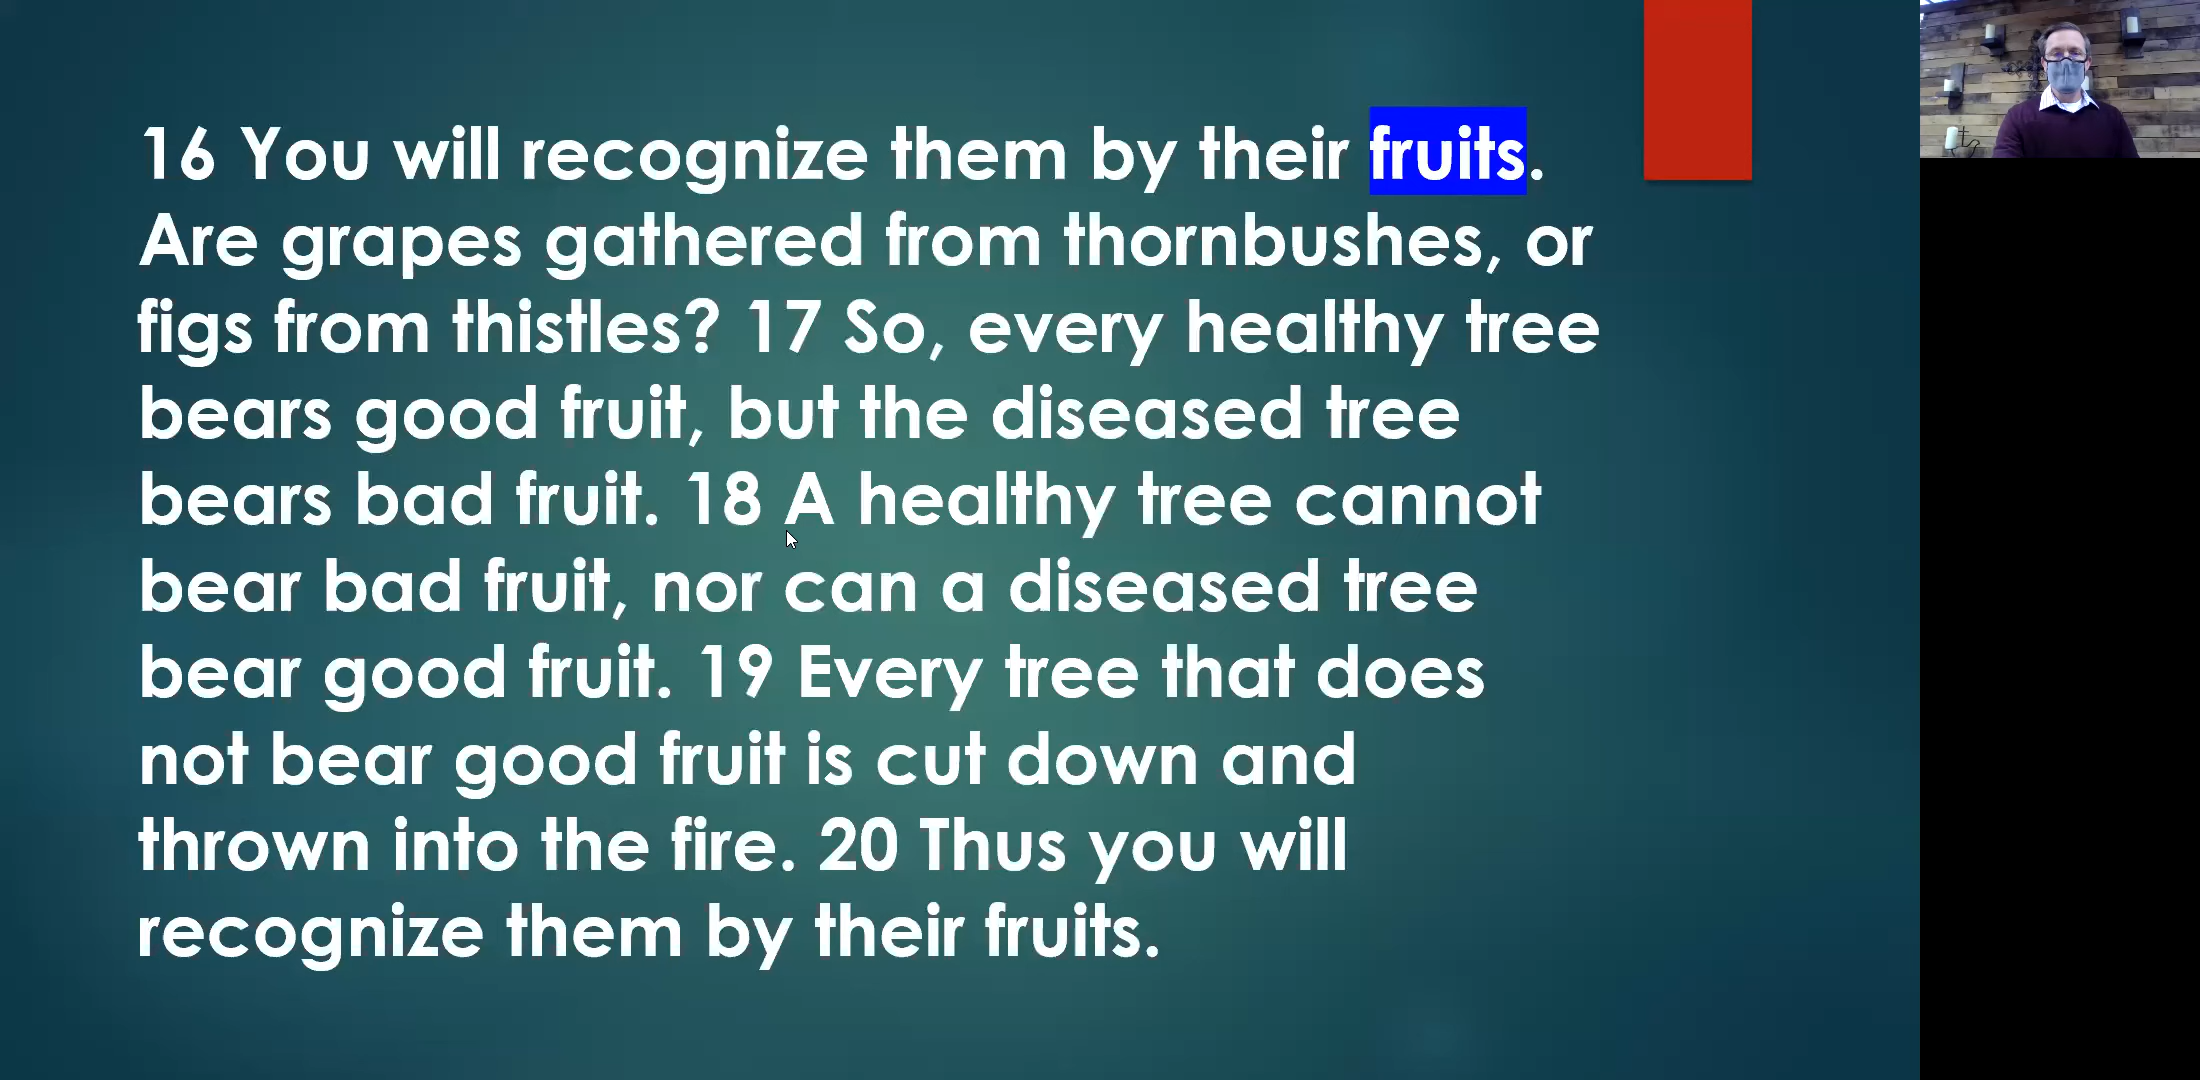 16 You will recognize them by their fruits.
Are grapes gathered from thornbushes, or
figs from thistles? 17 So, every healthy tree
bears good fruit, but the diseased tree
bears bad fruit. 18 A healthy tree cannot
bear bad fruit, nor can a diseased tree
bear good fruit. 19 Every tree that does
not bear good fruit is cut down and
thrown into the fire. 20 Thus you will
recognize them by their fruits.